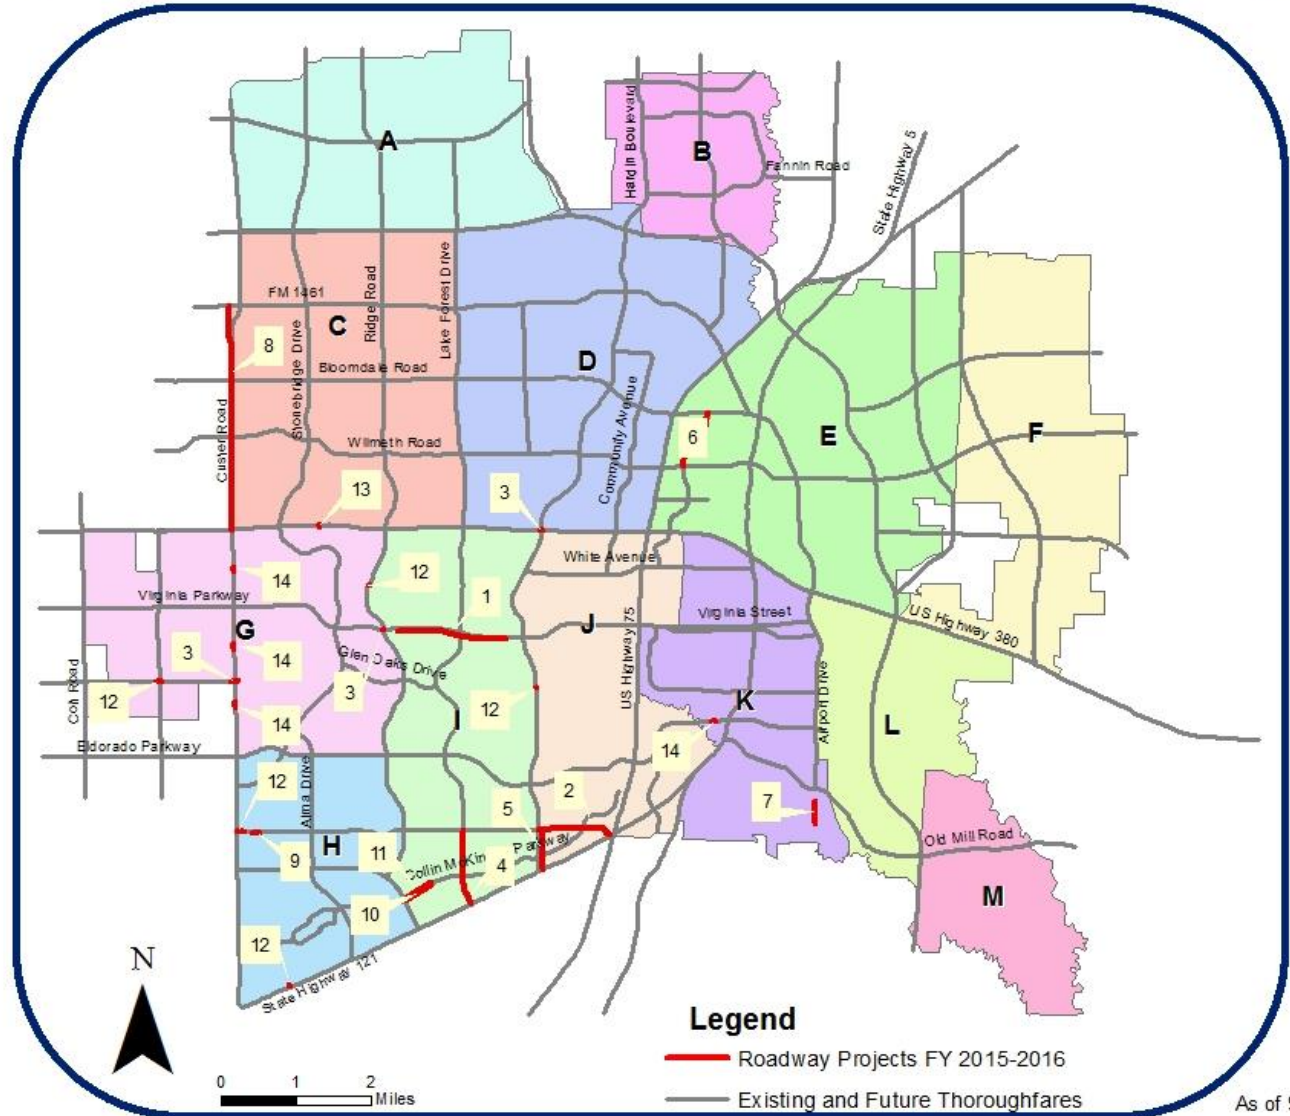 A
B
Hardin Boulevard
Fannin Road
State Highway 5
Lake Forest Drive
Ridge Road
FM 1461
C
Stonebridge Drive
8
Bloomdale Road
D
Community Avenue
Custer Road
Wilmeth Road
6
E
F
13
3
White Avenue
12
14
1
Virginia Parkway
Virginia Street
US Highway 380
G
J
US Highway 75
3
14
Glen Oaks Drive
3
12
12
Coit Road
14
I
K
Airport Drive
L
Eldorado Parkway
14
12
Alma Drive
5
2
7
H
9
11
Parkway
4
Old Mill Road
10
M
12
State Highway 121
N
Legend
Roadway Projects FY 2015-2016
0 1 2
Miles
Existing and Future Thoroughfares
As of